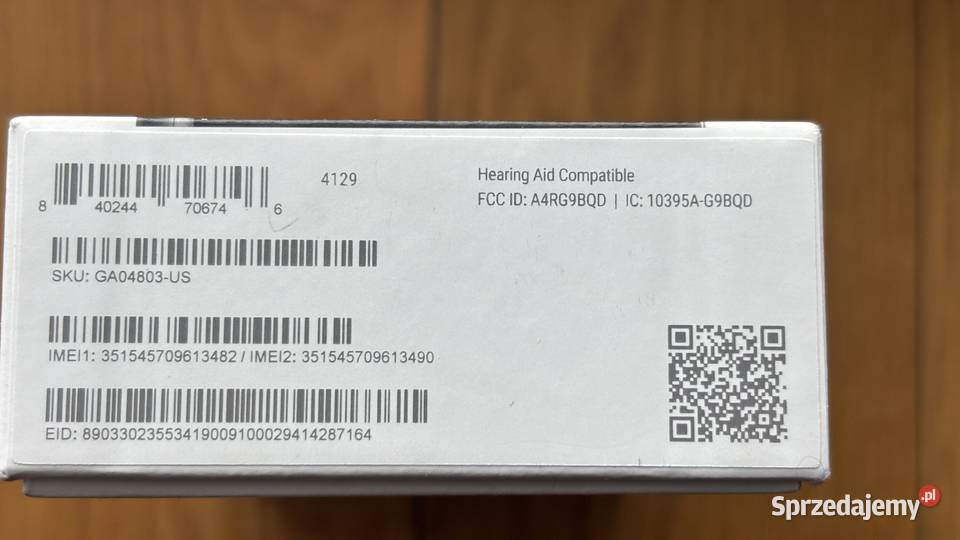 8 40244 70674 6
4129
Hearing Aid Compatible
FCC ID: A4RG9BQD | IC: 10395A-G9BQD
SKU: GA04803-US
IMEI1: 351545709613482 / IMEI2: 351545709613490
EID: 89033023553419009100029414287164
Sprzedajemy.pl